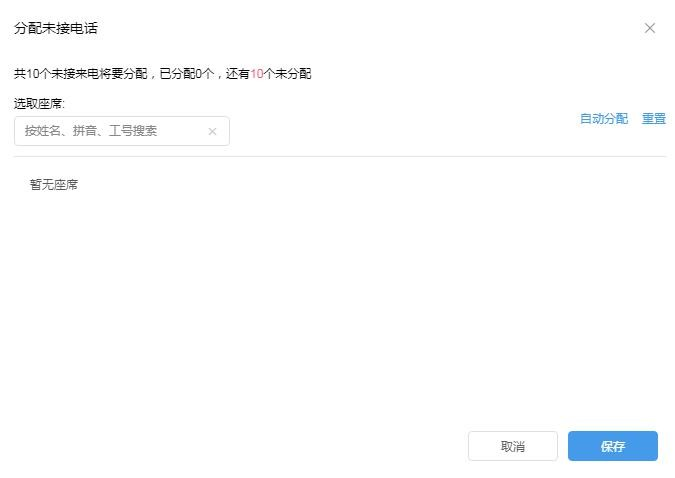 分配未接电话
共10个未接来电将要分配，已分配0个，还有10个未分配
选取座席:
按姓名、拼音、工号搜索
自动分配 重置
暂无座席
取消 保存